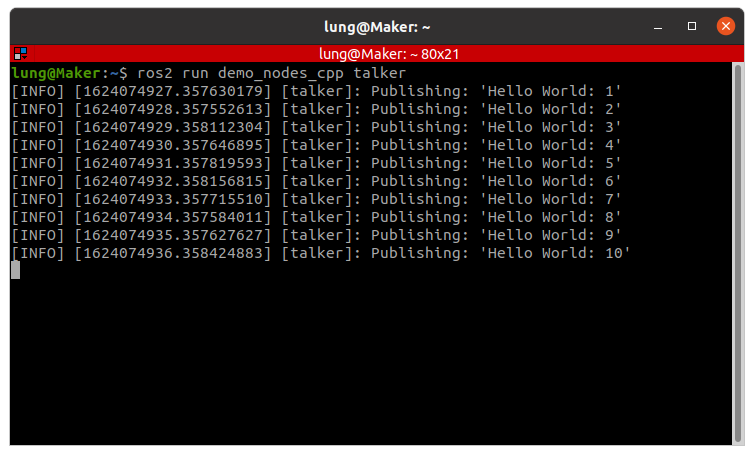 lung@Maker: ~
lung@Maker: ~ 80x21
lung@Maker:~$ ros2 run demo_nodes_cpp talker
[INFO] [1624074927.357630179] [talker]: Publishing: 'Hello World: 1'
[INFO] [1624074928.357552613] [talker]: Publishing: 'Hello World: 2'
[INFO] [1624074929.358112304] [talker]: Publishing: 'Hello World: 3'
[INFO] [1624074930.357646895] [talker]: Publishing: 'Hello World: 4'
[INFO] [1624074931.357819593] [talker]: Publishing: 'Hello World: 5'
[INFO] [1624074932.358156815] [talker]: Publishing: 'Hello World: 6'
[INFO] [1624074933.357715510] [talker]: Publishing: 'Hello World: 7'
[INFO] [1624074934.357584011] [talker]: Publishing: 'Hello World: 8'
[INFO] [1624074935.357627627] [talker]: Publishing: 'Hello World: 9'
[INFO] [1624074936.358424883] [talker]: Publishing: 'Hello World: 10'